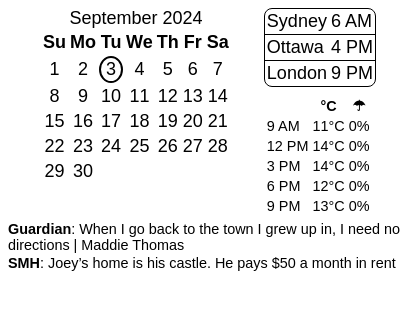 September 2024
Su Mo Tu We Th Fr Sa
1 2 3 4 5 6 7
8 9 10 11 12 13 14
15 16 17 18 19 20 21
22 23 24 25 26 27 28
29 30
Sydney 6 AM
Ottawa 4 PM
London 9 PM
°C ☂
9 AM 11°C 0%
12 PM 14°C 0%
3 PM 14°C 0%
6 PM 12°C 0%
9 PM 13°C 0%
Guardian: When I go back to the town I grew up in, I need no
directions | Maddie Thomas
SMH: Joey’s home is his castle. He pays $50 a month in rent